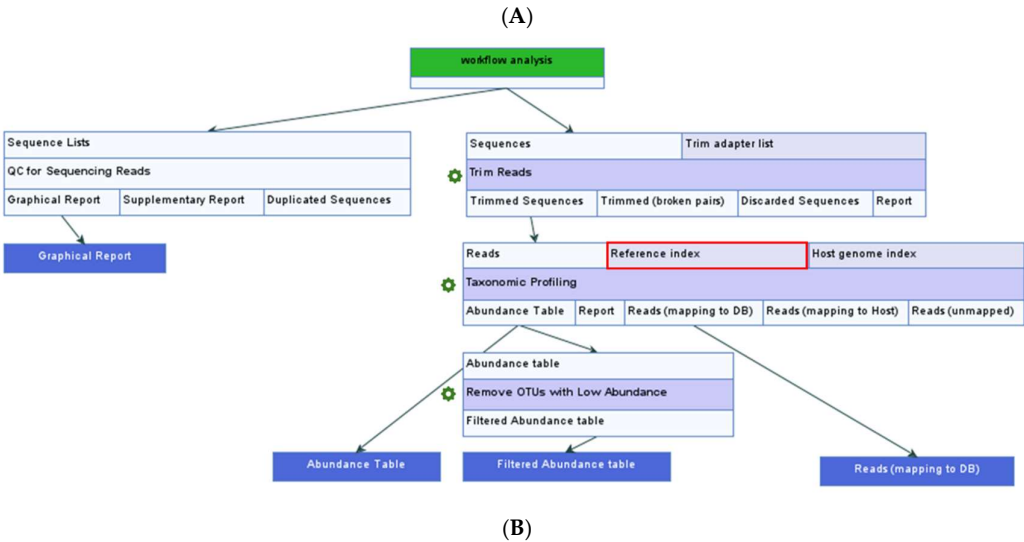 (A)
workflow analysis
Sequence Lists
QC for Sequencing Reads
Graphical Report Supplementary Report Duplicated Sequences
Graphical Report
Sequences Trim adapter list
Trim Reads
Trimmed Sequences Trimmed (broken pairs) Discarded Sequences Report
Reads Reference index Host genome index
Taxonomic Profiling
Abundance Table Report Reads (mapping to DB) Reads (mapping to Host) Reads (unmapped)
Abundance table
Remove OTUs with Low Abundance
Filtered Abundance table
Abundance Table Filtered Abundance table Reads (mapping to DB)
(B)